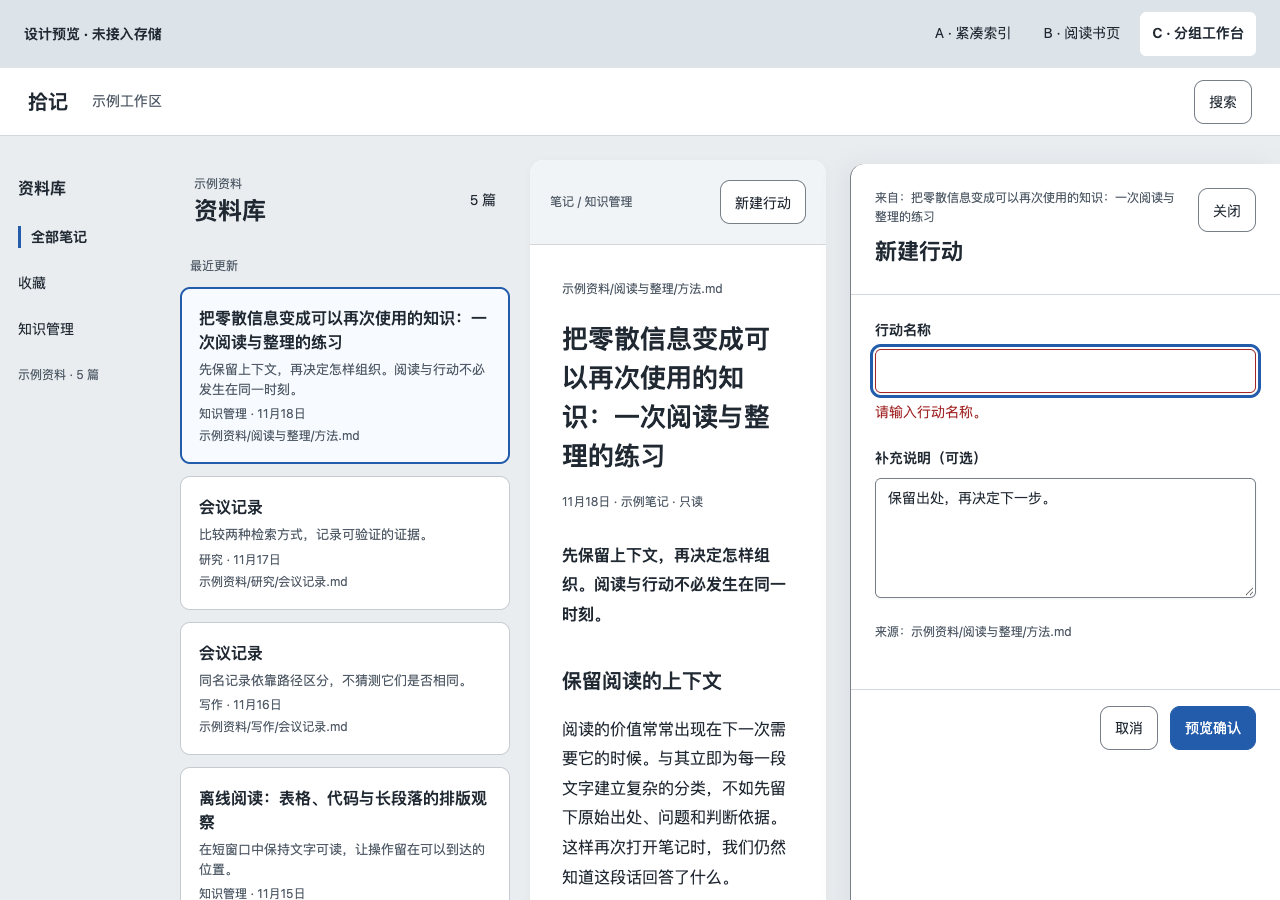 设计预览 · 未接入存储
A · 紧凑索引
B · 阅读书页
C · 分组工作台
拾记
示例工作区
搜索
资料库
全部笔记
收藏
知识管理
示例资料 · 5 篇
示例资料
资料库
5 篇
最近更新
把零散信息变成可以再次使用的知识：一
次阅读与整理的练习
先保留上下文，再决定怎样组织。阅读与行动不必
发生在同一时刻。
知识管理 · 11月18日
示例资料/阅读与整理/方法.md
会议记录
比较两种检索方式，记录可验证的证据。
研究 · 11月17日
示例资料/研究/会议记录.md
会议记录
同名记录依靠路径区分，不猜测它们是否相同。
写作 · 11月16日
示例资料/写作/会议记录.md
离线阅读：表格、代码与长段落的排版观
察
在短窗口中保持文字可读，让操作留在可以到达的
位置。
知识管理 · 11月15日
笔记 / 知识管理
新建行动
示例资料/阅读与整理/方法.md
把零散信息变成可
以再次使用的知
识：一次阅读与整
理的练习
11月18日 · 示例笔记 · 只读
先保留上下文，再决定怎样组
织。阅读与行动不必发生在同一
时刻。
保留阅读的上下文
阅读的价值常常出现在下一次需
要它的时候。与其立即为每一段
文字建立复杂的分类，不如先留
下原始出处、问题和判断依据。
这样再次打开笔记时，我们仍然
知道这段话回答了什么。
来自：把零散信息变成可以再次使用的知识：一次阅读与
整理的练习
新建行动
关闭
行动名称
请输入行动名称。
补充说明（可选）
保留出处，再决定下一步。
来源：示例资料/阅读与整理/方法.md
取消
预览确认